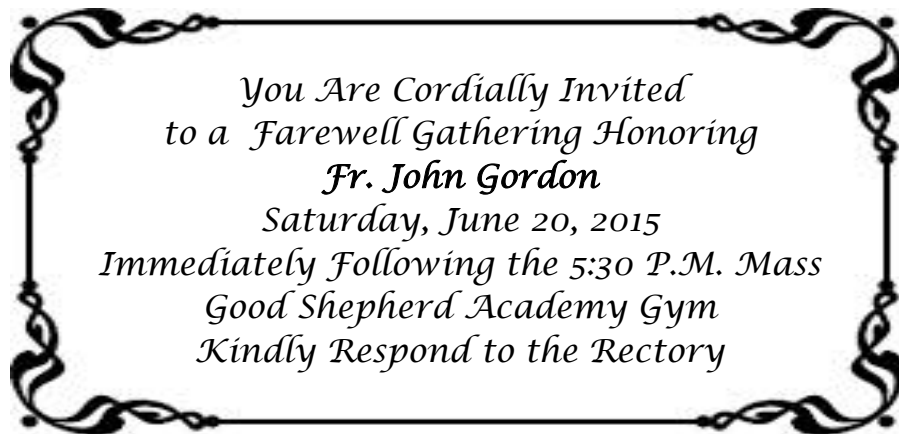 You Are Cordially Invited
to a Farewell Gathering Honoring
Fr. John Gordon
Saturday, June 20, 2015
Immediately Following the 5:30 P.M. Mass
Good Shepherd Academy Gym
Kindly Respond to the Rectory